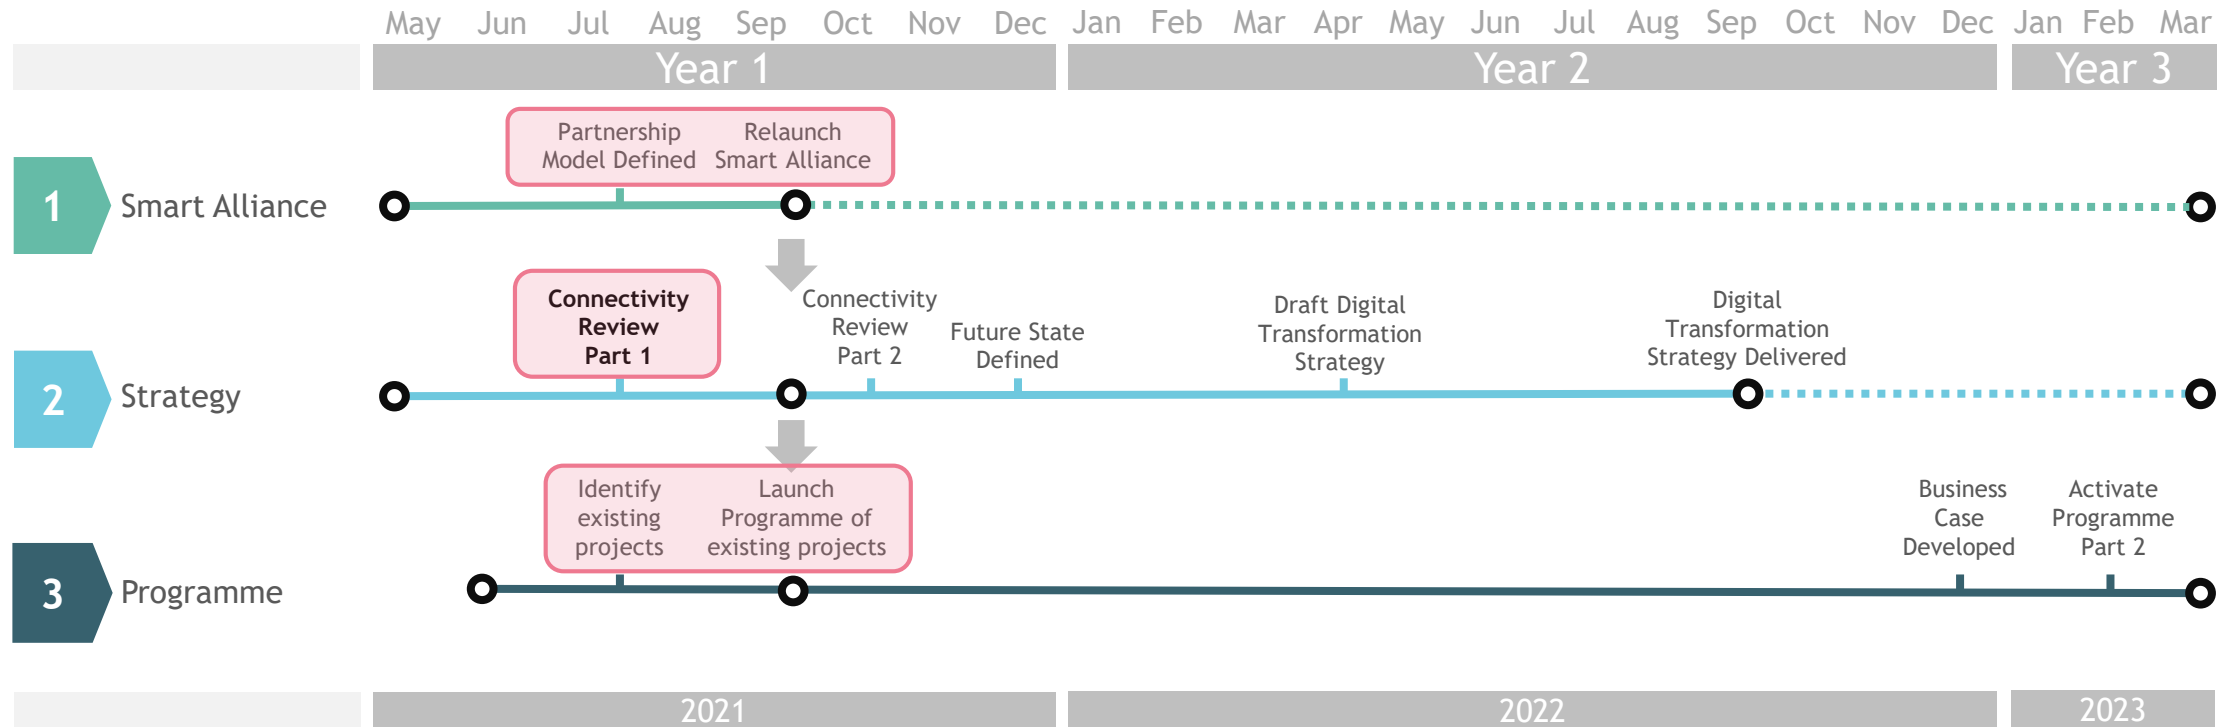 May Jun Jul Aug Sep Oct Nov Dec Jan Feb Mar Apr May Jun Jul Aug Sep Oct Nov Dec Jan Feb Mar
Year 1 Year 2 Year 3
Partnership
Model Defined
Relaunch
Smart Alliance
1 Smart Alliance
Connectivity
Review
Part 1
Connectivity
Review
Part 2
Future State
Defined
Draft Digital
Transformation
Strategy
Digital
Transformation
Strategy Delivered
2 Strategy
Identify
existing
projects
Launch
Programme of
existing projects
Business
Case
Developed
Activate
Programme
Part 2
3 Programme
2021 2022 2023